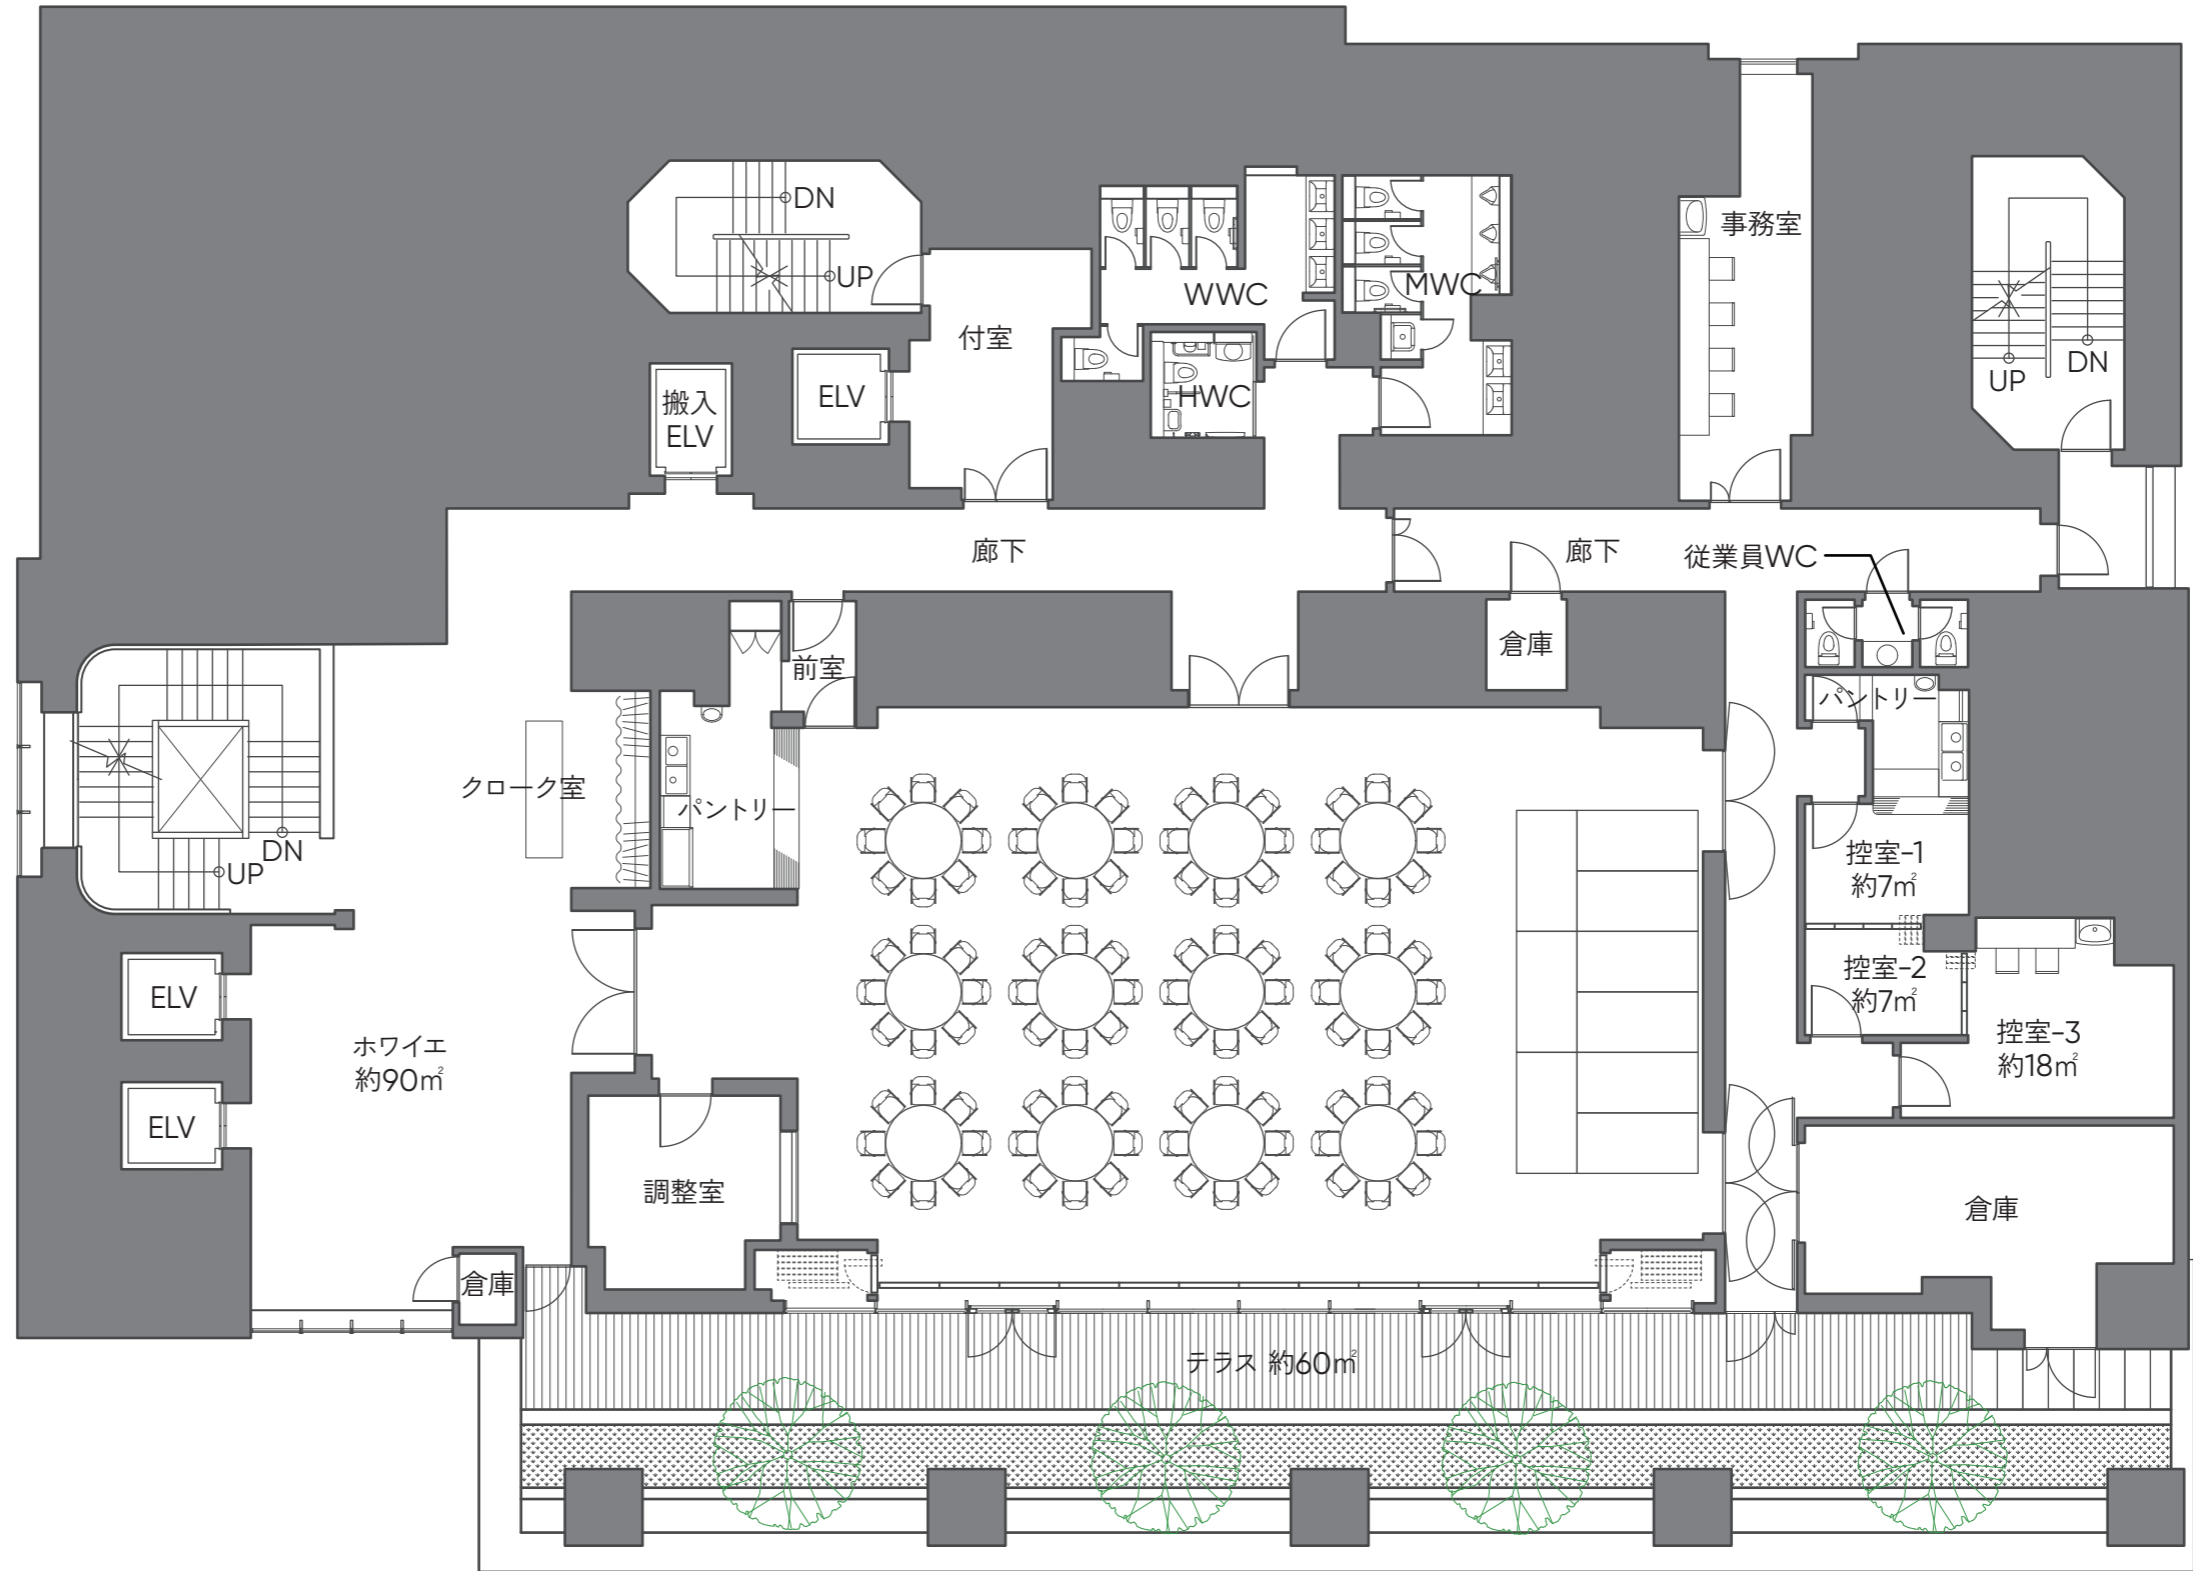 DN
UP
付室
搬入
ELV
ELV
WWC
HWC
MWC
事務室
UP
DN
廊下
廊下
従業員WC
倉庫
前室
パントリー
クローク室
パントリー
DN
UP
控室-1
約7㎡
控室-2
約7㎡
控室-3
約18㎡
ELV
ELV
ホワイエ
約90㎡
調整室
倉庫
倉庫
テラス 約60㎡